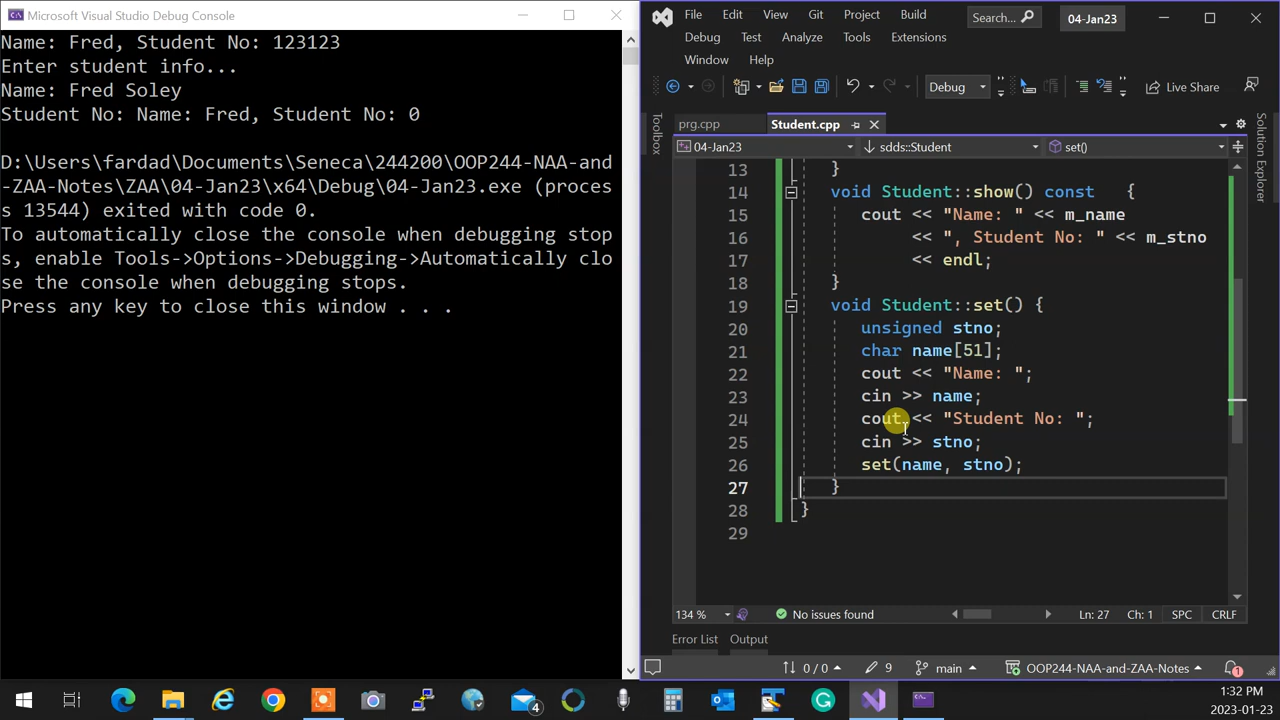 Microsoft Visual Studio Debug Console
Name: Fred, Student No: 123123
Enter student info...
Name: Fred Soley
Student No: Name: Fred, Student No: 0
D:\Users\fardad\Documents\Seneca\244200\OOP244-NAA-and
-ZAA-Notes\ZAA\04-Jan23\x64\Debug\04-Jan23.exe (proces
s 13544) exited with code 0.
To automatically close the console when debugging stop
s, enable Tools->Options->Debugging->Automatically clo
se the console when debugging stops.
Press any key to close this window . . .
File Edit View Git Project Build
Search...
04-Jan23
Debug Test Analyze Tools Extensions
Window Help
Debug
Live Share
Toolbox
prg.cpp Student.cpp
Solution Explorer
04-Jan23 sdds::Student set()
13 }
14 void Student::show() const {
15 cout << "Name: " << m_name
16 << ", Student No: " << m_stno
17 << endl;
18 }
19 void Student::set() {
20 unsigned stno;
21 char name[51];
22 cout << "Name: ";
23 cin >> name;
24 cout << "Student No: ";
25 cin >> stno;
26 set(name, stno);
27 }
28 }
29
134 % No issues found Ln: 27 Ch: 1 SPC CRLF
Error List Output
0 / 0 9 main OOP244-NAA-and-ZAA-Notes 1
4
1:32 PM
2023-01-23